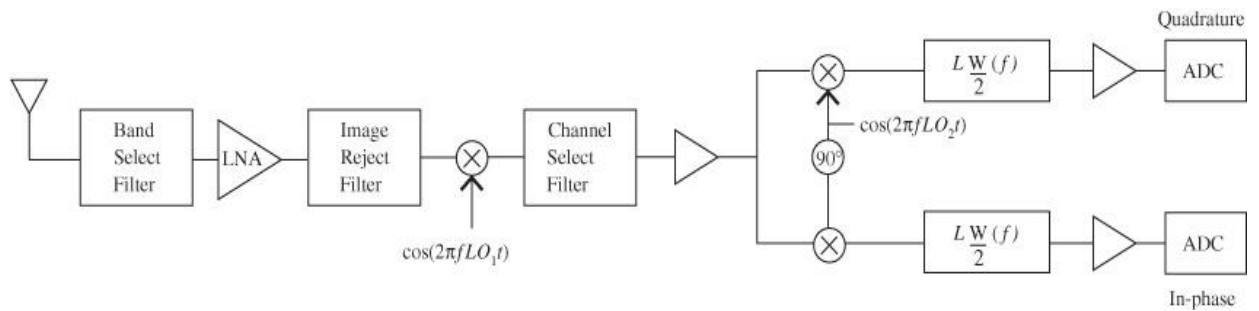 Quadrature
Band
Select
Filter
LNA
Image
Reject
Filter
cos(2πfLO₁t)
Channel
Select
Filter
cos(2πfLO₂t)
90°
L W/2 (f)
ADC
L W/2 (f)
ADC
In-phase